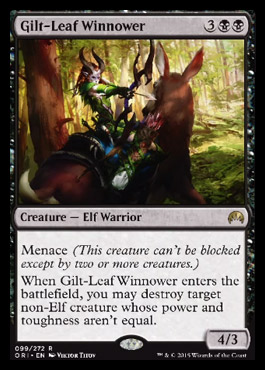 Gilt-Leaf Winnower 3
Creature — Elf Warrior
Menace (This creature can't be blocked
except by two or more creatures.)
When Gilt-Leaf Winnower enters the
battlefield, you may destroy target
non-Elf creature whose power and
toughness aren't equal.
4/3
099/272 R
ORI • EN Viktor Titov
™ & © 2015 Wizards of the Coast